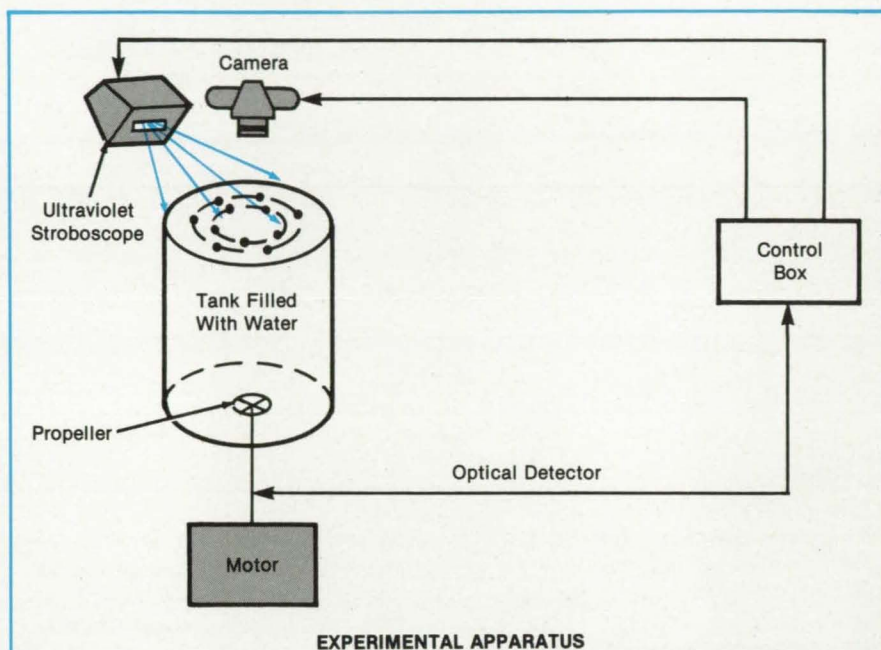 Camera
Ultraviolet
Stroboscope
Control
Box
Tank Filled
With Water
Propeller
Optical Detector
Motor
EXPERIMENTAL APPARATUS